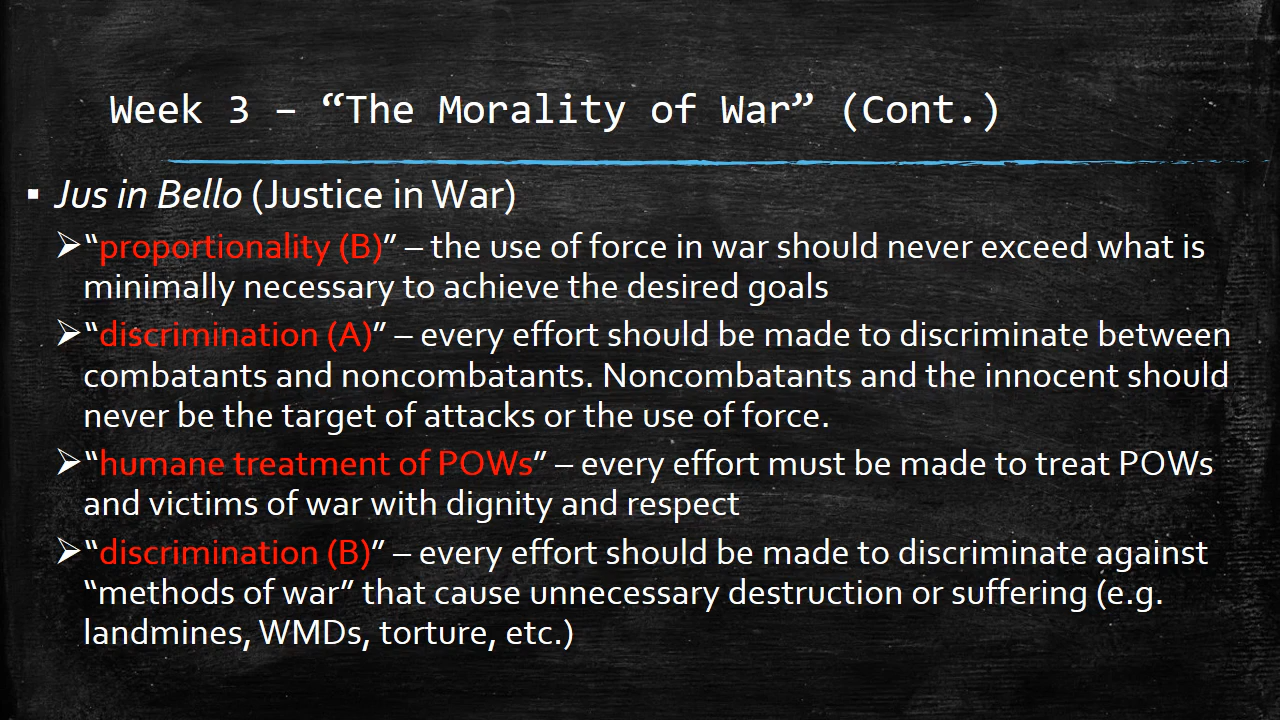 Week 3 – “The Morality of War” (Cont.)
▪ Jus in Bello (Justice in War)
➢“proportionality (B)” – the use of force in war should never exceed what is
minimally necessary to achieve the desired goals
➢“discrimination (A)” – every effort should be made to discriminate between
combatants and noncombatants. Noncombatants and the innocent should
never be the target of attacks or the use of force.
➢“humane treatment of POWs” – every effort must be made to treat POWs
and victims of war with dignity and respect
➢“discrimination (B)” – every effort should be made to discriminate against
“methods of war” that cause unnecessary destruction or suffering (e.g.
landmines, WMDs, torture, etc.)